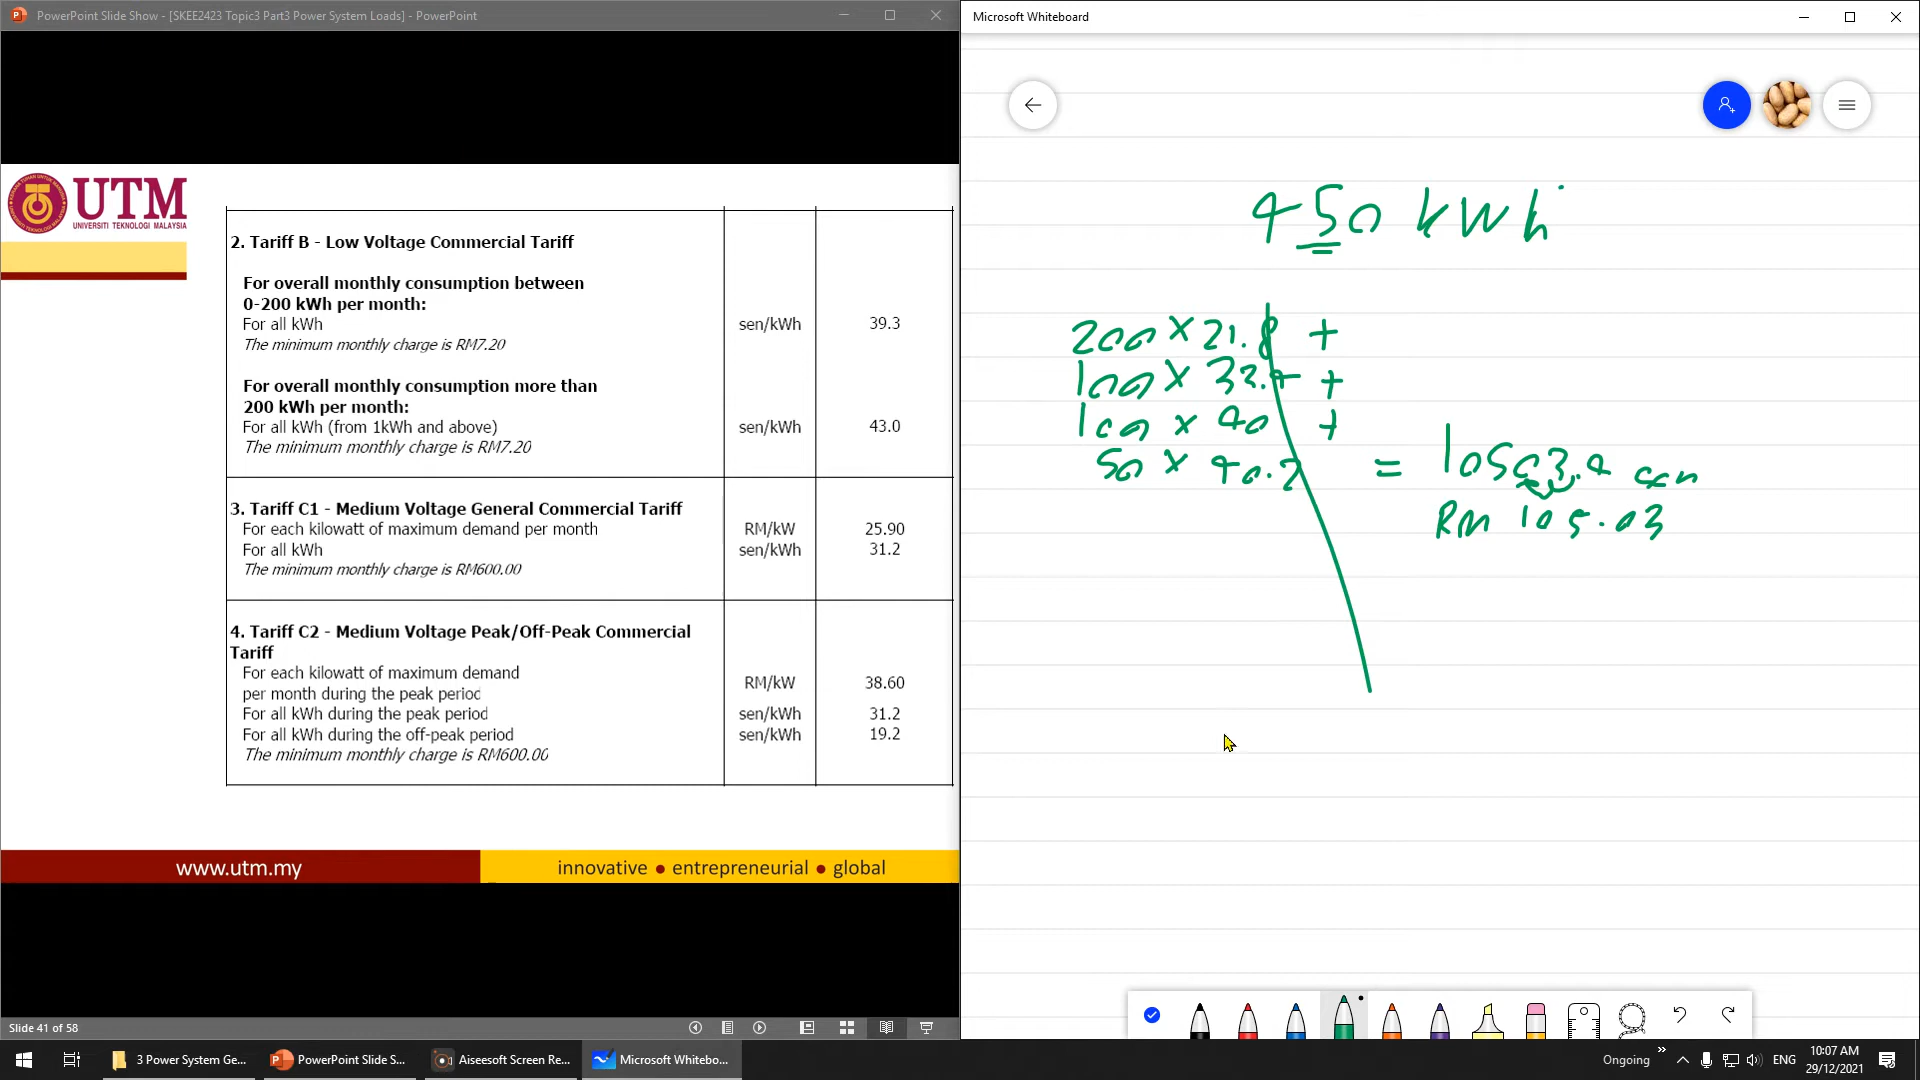 PowerPoint Slide Show - [SKEE2423 Topic3 Part3 Power System Loads] - PowerPoint
UTM
UNIVERSITI TEKNOLOGI MALAYSIA
2. Tariff B - Low Voltage Commercial Tariff
For overall monthly consumption between
0-200 kWh per month:
For all kWh sen/kWh 39.3
The minimum monthly charge is RM7.20
For overall monthly consumption more than
200 kWh per month:
For all kWh (from 1kWh and above) sen/kWh 43.0
The minimum monthly charge is RM7.20
3. Tariff C1 - Medium Voltage General Commercial Tariff
For each kilowatt of maximum demand per month RM/kW 25.90
For all kWh sen/kWh 31.2
The minimum monthly charge is RM600.00
4. Tariff C2 - Medium Voltage Peak/Off-Peak Commercial
Tariff
For each kilowatt of maximum demand
per month during the peak period RM/kW 38.60
For all kWh during the peak period sen/kWh 31.2
For all kWh during the off-peak period sen/kWh 19.2
The minimum monthly charge is RM600.00
www.utm.my
innovative ● entrepreneurial ● global
Slide 41 of 58
Microsoft Whiteboard
450 kWh
200 × 21.8 +
100 × 33.4 +
100 × 40 +
50 × 40.2 = 10503.4 sen
RM 105.03
3 Power System Ge...
PowerPoint Slide S...
Aiseesoft Screen Re...
Microsoft Whitebo...
Ongoing
ENG
10:07 AM
29/12/2021